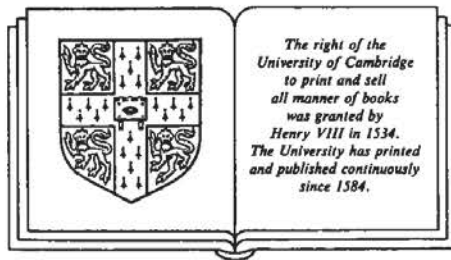 The right of the
University of Cambridge
to print and sell
all manner of books
was granted by
Henry VIII in 1534.
The University has printed
and published continuously
since 1584.